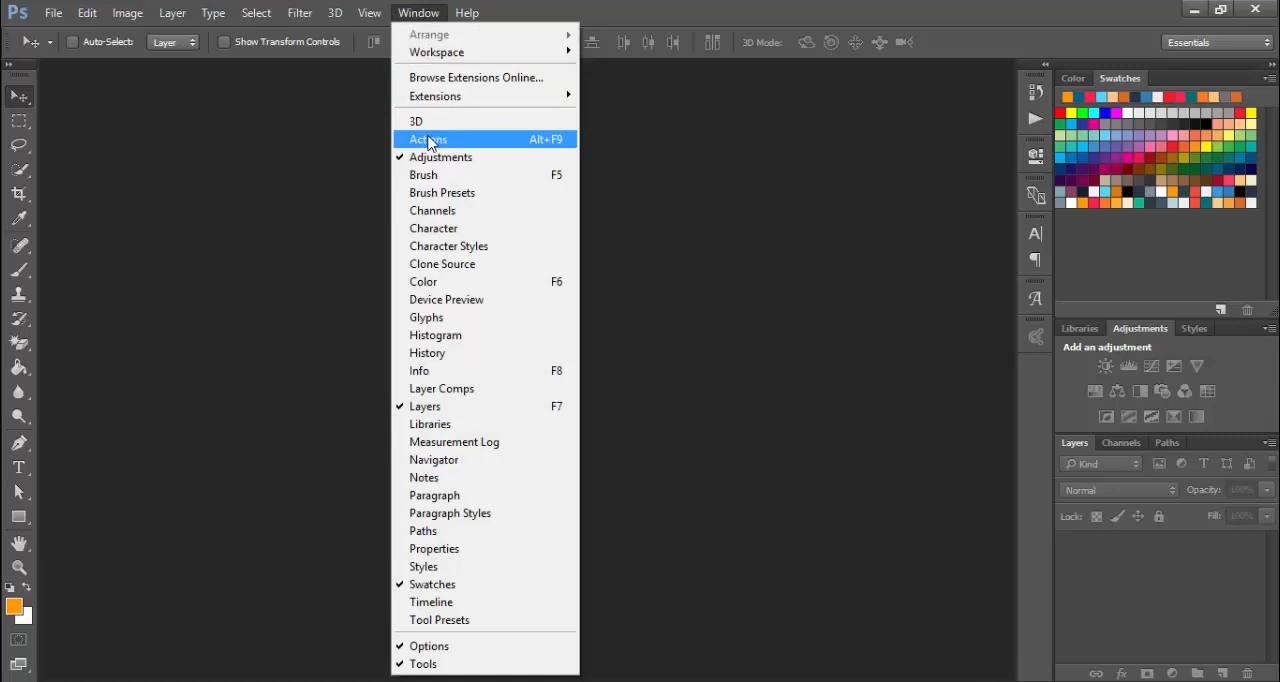 Ps File Edit Image Layer Type Select Filter 3D View Window Help
Auto-Select: Layer Show Transform Controls 3D Mode: Essentials
Arrange
Workspace
Browse Extensions Online...
Extensions
3D
Actions Alt+F9
Adjustments
Brush F5
Brush Presets
Channels
Character
Character Styles
Clone Source
Color F6
Device Preview
Glyphs
Histogram
History
Info F8
Layer Comps
Layers F7
Libraries
Measurement Log
Navigator
Notes
Paragraph
Paragraph Styles
Paths
Properties
Styles
Swatches
Timeline
Tool Presets
Options
Tools
Color Swatches
Libraries Adjustments Styles
Add an adjustment
Layers Channels Paths
Kind
Normal Opacity: 100%
Lock: Fill: 100%